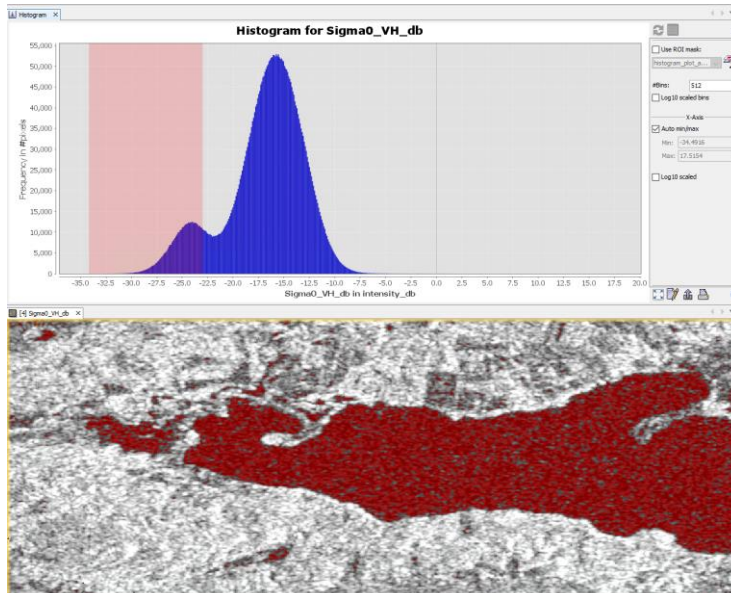 Histogram
Histogram for Sigma0_VH_db
Frequency in #pixels
55,000
50,000
45,000
40,000
35,000
30,000
25,000
20,000
15,000
10,000
5,000
0
-35.0 -32.5 -30.0 -27.5 -25.0 -22.5 -20.0 -17.5 -15.0 -12.5 -10.0 -7.5 -5.0 -2.5 0.0 2.5 5.0 7.5 10.0 12.5 15.0 17.5 20.0
Sigma0_VH_db in intensity_db
Use ROI mask:
histogram_plot_a...
#Bins: 512
Log10 scaled bins
X-Axis
Auto min/max
Min: -34.4916
Max: 17.5154
Log10 scaled
[4] Sigma0_VH_db